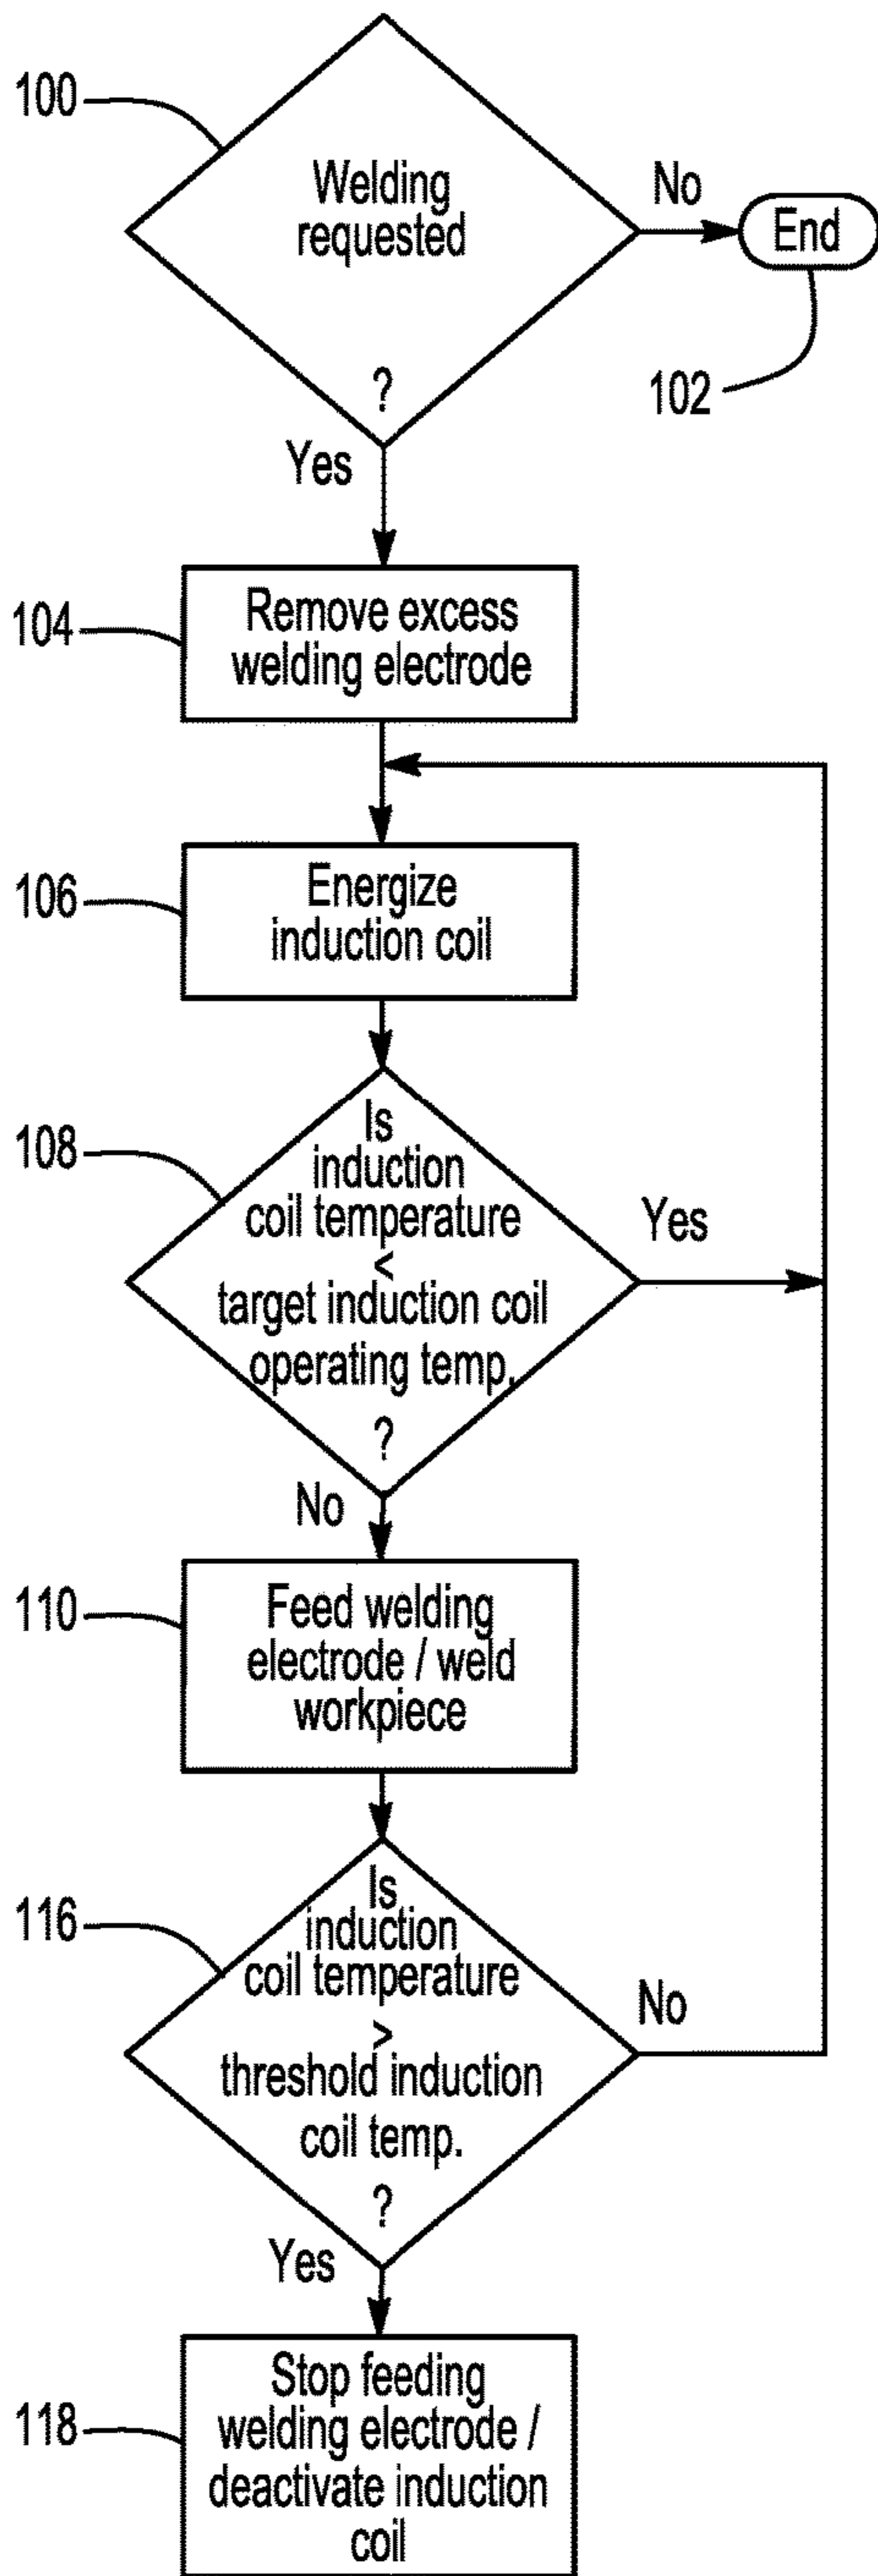 100
Welding
requested
?
No
End
102
Yes
104
Remove excess
welding electrode
106
Energize
induction coil
108
Is
induction
coil temperature
<
target induction coil
operating temp.
?
Yes
No
110
Feed welding
electrode / weld
workpiece
116
Is
induction
coil temperature
>
threshold induction
coil temp.
?
No
Yes
118
Stop feeding
welding electrode /
deactivate induction
coil